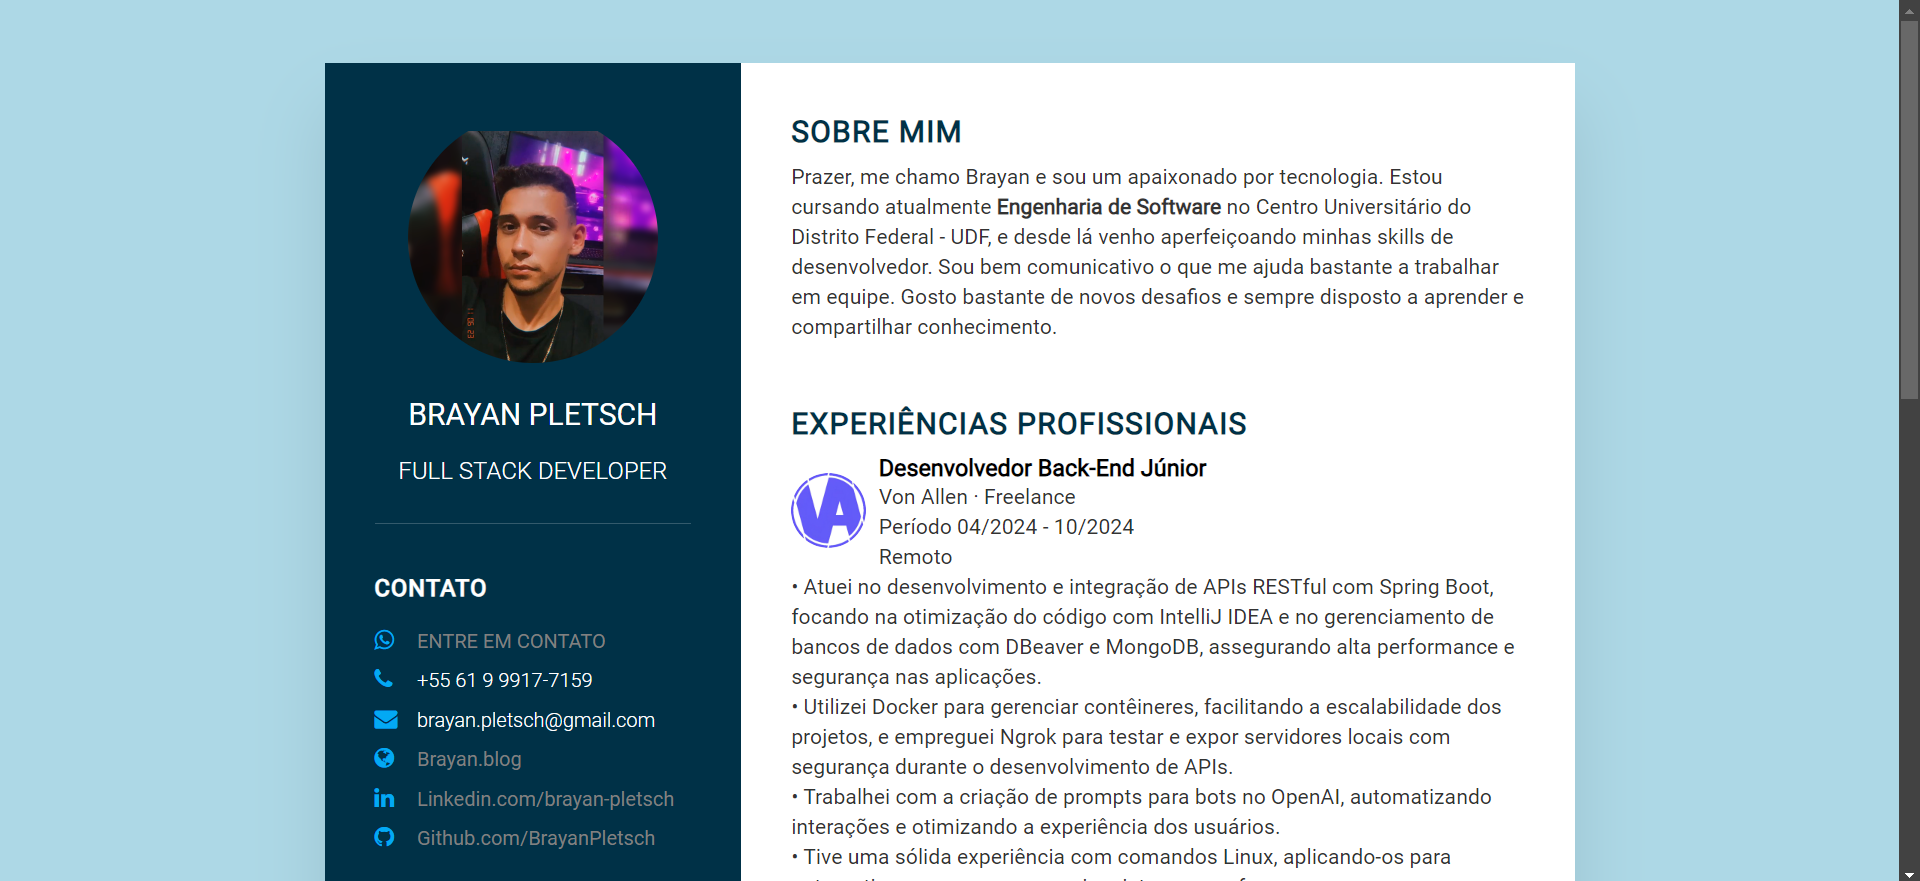 BRAYAN PLETSCH
FULL STACK DEVELOPER
CONTATO
ENTRE EM CONTATO
+55 61 9 9917-7159
brayan.pletsch@gmail.com
Brayan.blog
Linkedin.com/brayan-pletsch
Github.com/BrayanPletsch
SOBRE MIM
Prazer, me chamo Brayan e sou um apaixonado por tecnologia. Estou
cursando atualmente Engenharia de Software no Centro Universitário do
Distrito Federal - UDF, e desde lá venho aperfeiçoando minhas skills de
desenvolvedor. Sou bem comunicativo o que me ajuda bastante a trabalhar
em equipe. Gosto bastante de novos desafios e sempre disposto a aprender e
compartilhar conhecimento.
EXPERIÊNCIAS PROFISSIONAIS
VA
Desenvolvedor Back-End Júnior
Von Allen · Freelance
Período 04/2024 - 10/2024
Remoto
• Atuei no desenvolvimento e integração de APIs RESTful com Spring Boot,
focando na otimização do código com IntelliJ IDEA e no gerenciamento de
bancos de dados com DBeaver e MongoDB, assegurando alta performance e
segurança nas aplicações.
• Utilizei Docker para gerenciar contêineres, facilitando a escalabilidade dos
projetos, e empreguei Ngrok para testar e expor servidores locais com
segurança durante o desenvolvimento de APIs.
• Trabalhei com a criação de prompts para bots no OpenAI, automatizando
interações e otimizando a experiência dos usuários.
• Tive uma sólida experiência com comandos Linux, aplicando-os para